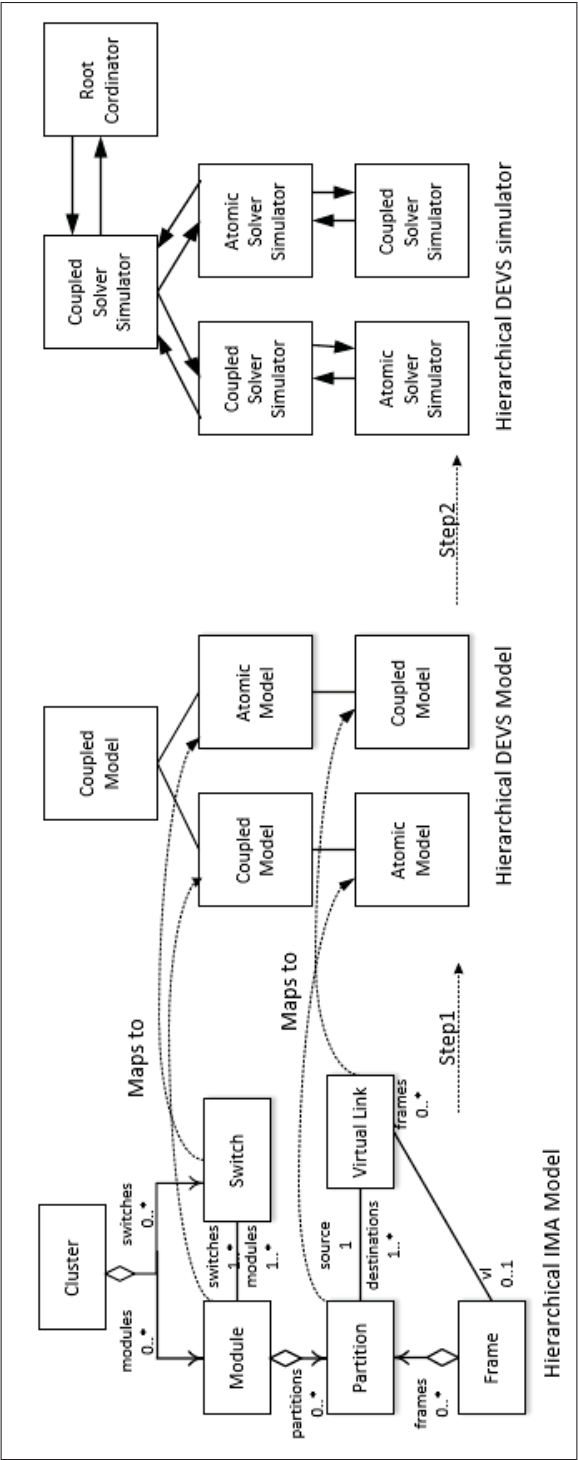 Cluster
modules
0..*
switches
0..*
Module
Switch
switches
1..*
modules
1..*
partitions
0..*
Partition
source
1
destinations
1..*
Virtual Link
frames
0..*
frames
0..*
Frame
vl
0..1
Hierarchical IMA Model
Maps to
Maps to
Step1
Coupled
Model
Coupled
Model
Atomic
Model
Atomic
Model
Coupled
Model
Hierarchical DEVS Model
Step2
Root
Cordinator
Coupled
Solver
Simulator
Coupled
Solver
Simulator
Atomic
Solver
Simulator
Atomic
Solver
Simulator
Coupled
Solver
Simulator
Hierarchical DEVS simulator